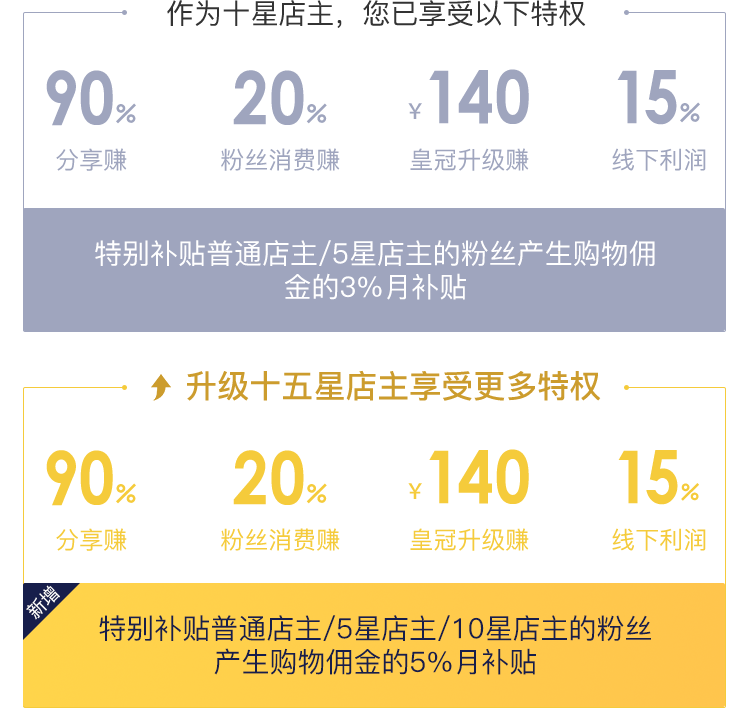 作为十星店主，您已享受以下特权
90% 20% ¥140 15%
分享赚 粉丝消费赚 皇冠升级赚 线下利润
特别补贴普通店主/5星店主的粉丝产生购物佣
金的3%月补贴
升级十五星店主享受更多特权
90% 20% ¥140 15%
分享赚 粉丝消费赚 皇冠升级赚 线下利润
新增
特别补贴普通店主/5星店主/10星店主的粉丝
产生购物佣金的5%月补贴